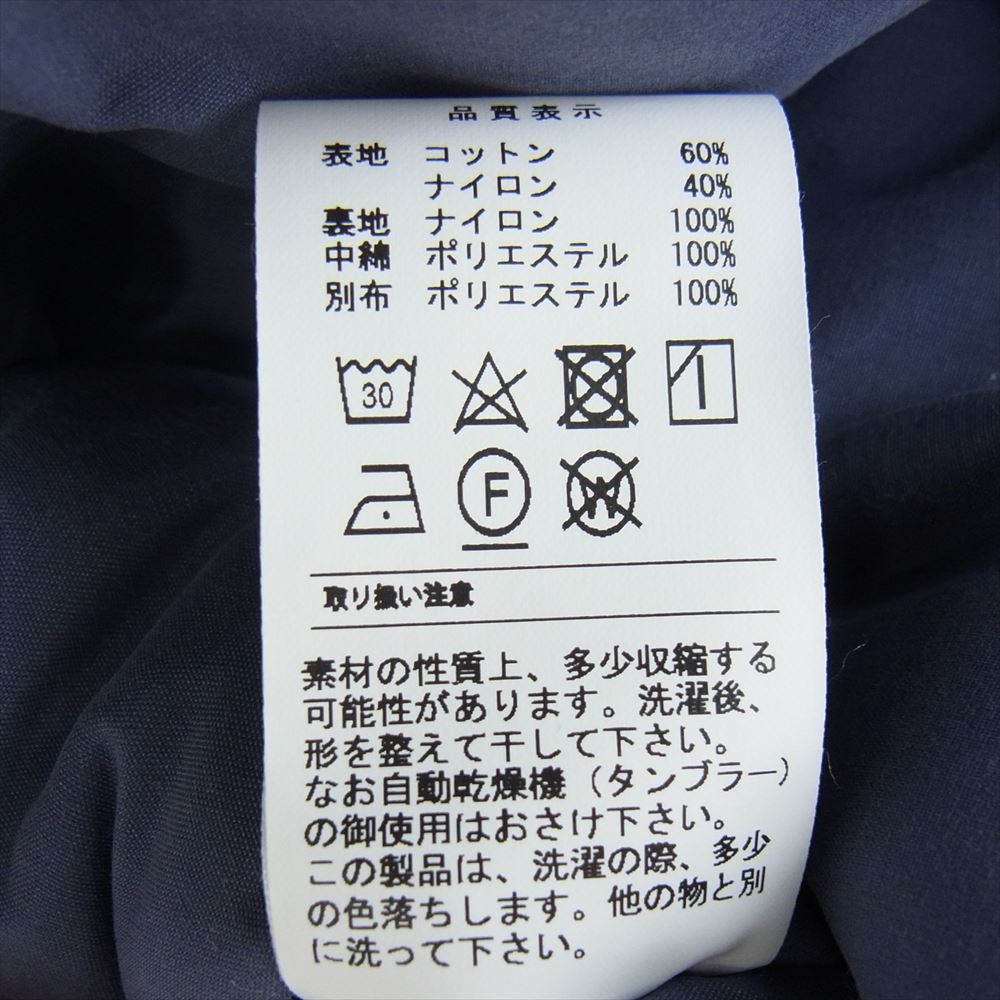 品質表示
表地 コットン 60%
ナイロン 40%
裏地 ナイロン 100%
中綿 ポリエステル 100%
別布 ポリエステル 100%
30
F
W
取り扱い注意
素材の性質上、多少収縮する
可能性があります。洗濯後、
形を整えて干して下さい。
なお自動乾燥機（タンブラー）
の御使用はおさけ下さい。
この製品は、洗濯の際、多少
の色落ちします。他の物と別
に洗って下さい。